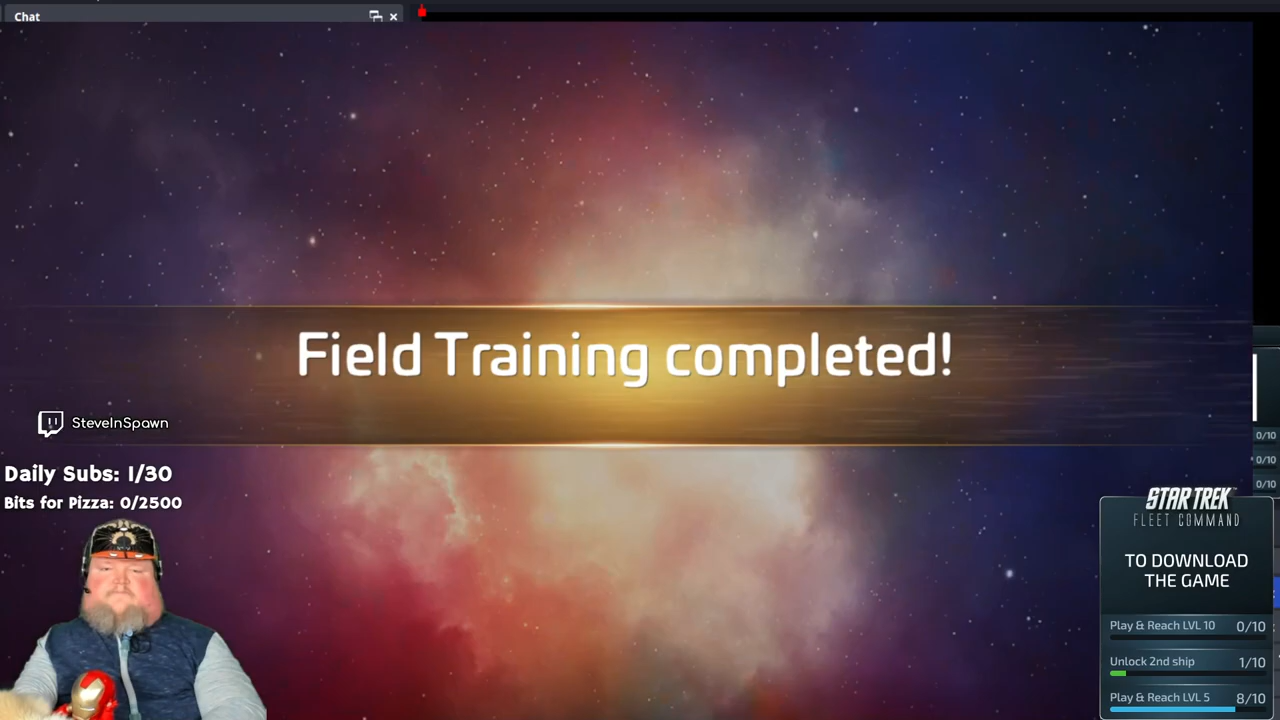 Chat
Field Training completed!
SteveInSpawn
Daily Subs: 1/30
Bits for Pizza: 0/2500
0/10
0/10
0/10
STAR TREK
FLEET COMMAND
TO DOWNLOAD
THE GAME
Play & Reach LVL 10 0/10
Unlock 2nd ship 1/10
Play & Reach LVL 5 8/10